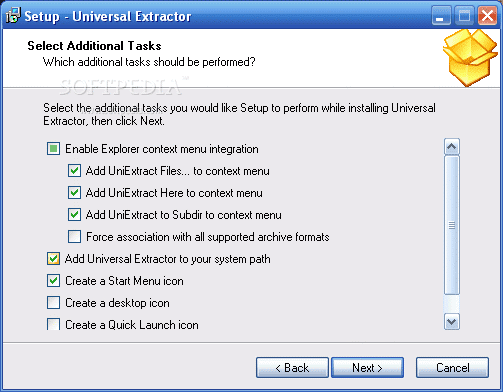 Setup - Universal Extractor
Select Additional Tasks
Which additional tasks should be performed?
SOFTPEDIA
Select the additional tasks you would like Setup to perform while installing Universal
Extractor, then click Next.
Enable Explorer context menu integration
Add UniExtract Files... to context menu
Add UniExtract Here to context menu
Add UniExtract to Subdir to context menu
Force association with all supported archive formats
Add Universal Extractor to your system path
Create a Start Menu icon
Create a desktop icon
Create a Quick Launch icon
< Back
Next >
Cancel